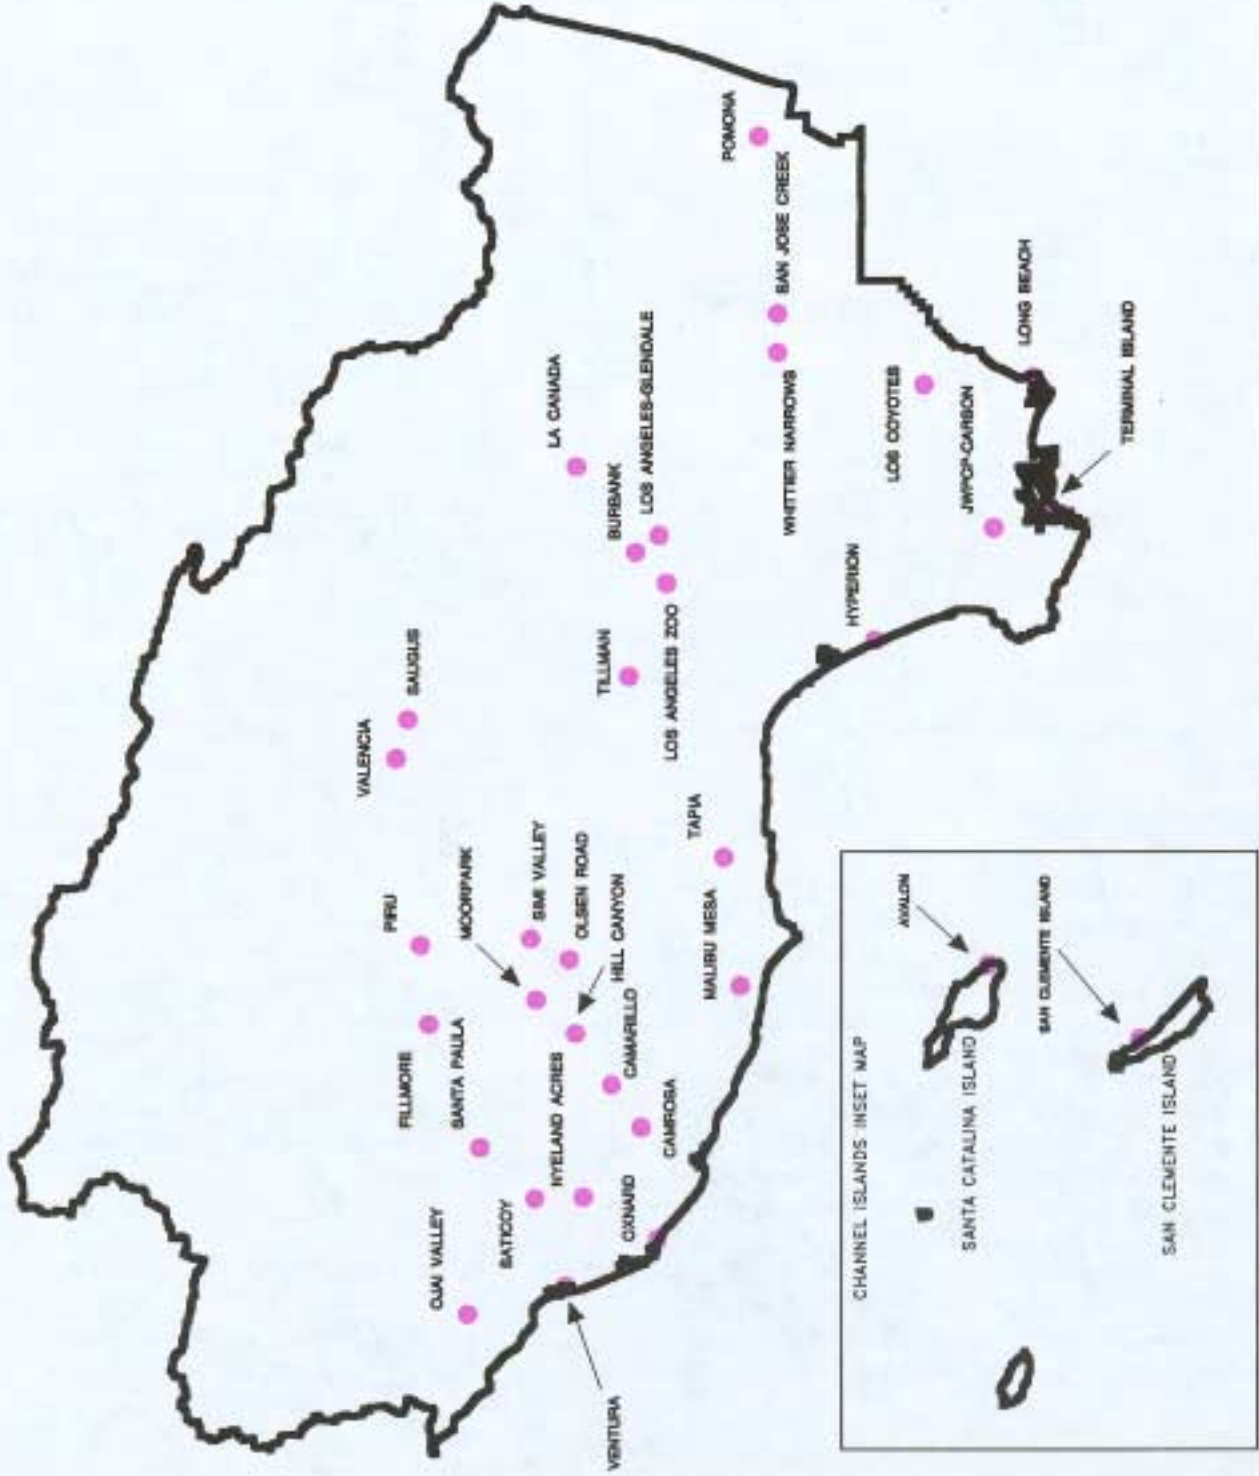 POMONA
SAN JOSE CREEK
WHITTIER NARROWS
LONG BEACH
TERMINAL ISLAND
LOS COYOTES
JWPCP-CARSON
HYPERION
LA CANADA
BURBANK
LOS ANGELES-GLENDALE
LOS ANGELES ZOO
TILLMAN
SAUGUS
VALENCIA
TAPIA
MALIBU MESA
PIRU
MOORPARK
SIMI VALLEY
OLSEN ROAD
HILL CANYON
FILLMORE
SANTA PAULA
NYELAND ACRES
CAMARILLO
CAMROSA
OXNARD
SATICOY
OJAI VALLEY
VENTURA
CHANNEL ISLANDS INSET MAP
AVALON
SANTA CATALINA ISLAND
SAN CLEMENTE ISLAND
SAN CLEMENTE ISLAND